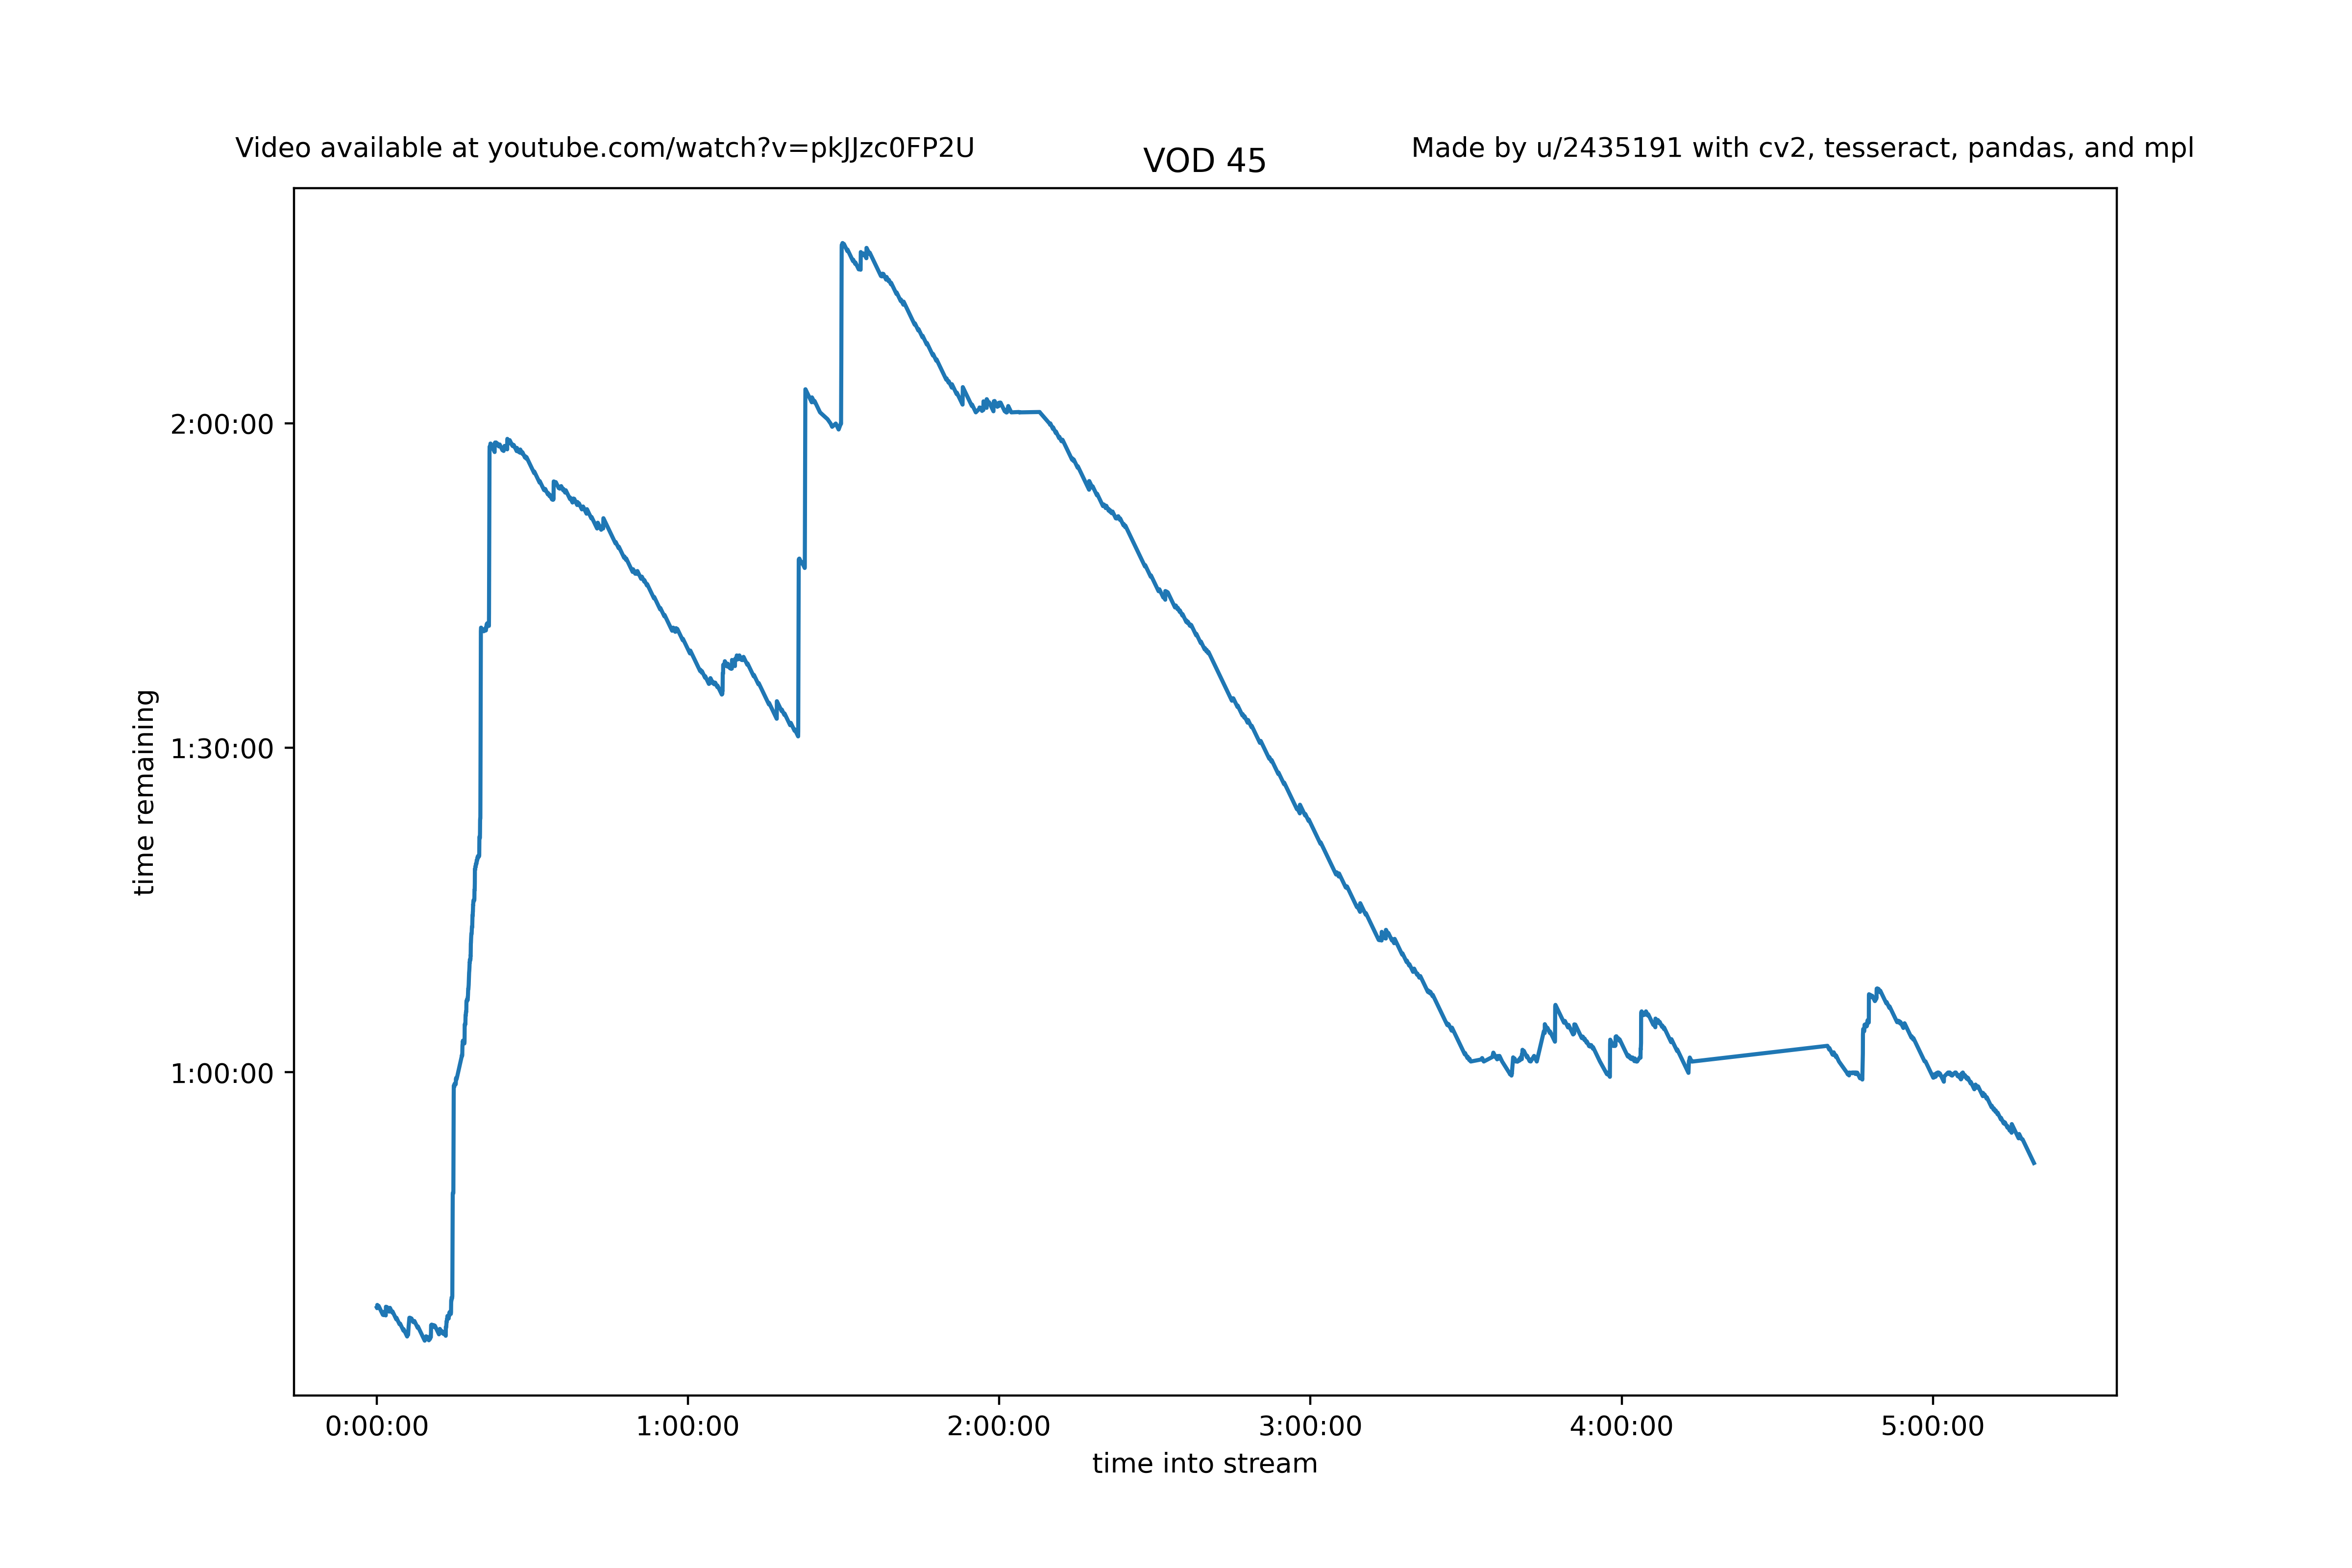 Video available at youtube.com/watch?v=pkJJzc0FP2U
VOD 45
Made by u/2435191 with cv2, tesseract, pandas, and mpl
time remaining
2:00:00
1:30:00
1:00:00
0:00:00 1:00:00 2:00:00 3:00:00 4:00:00 5:00:00
time into stream